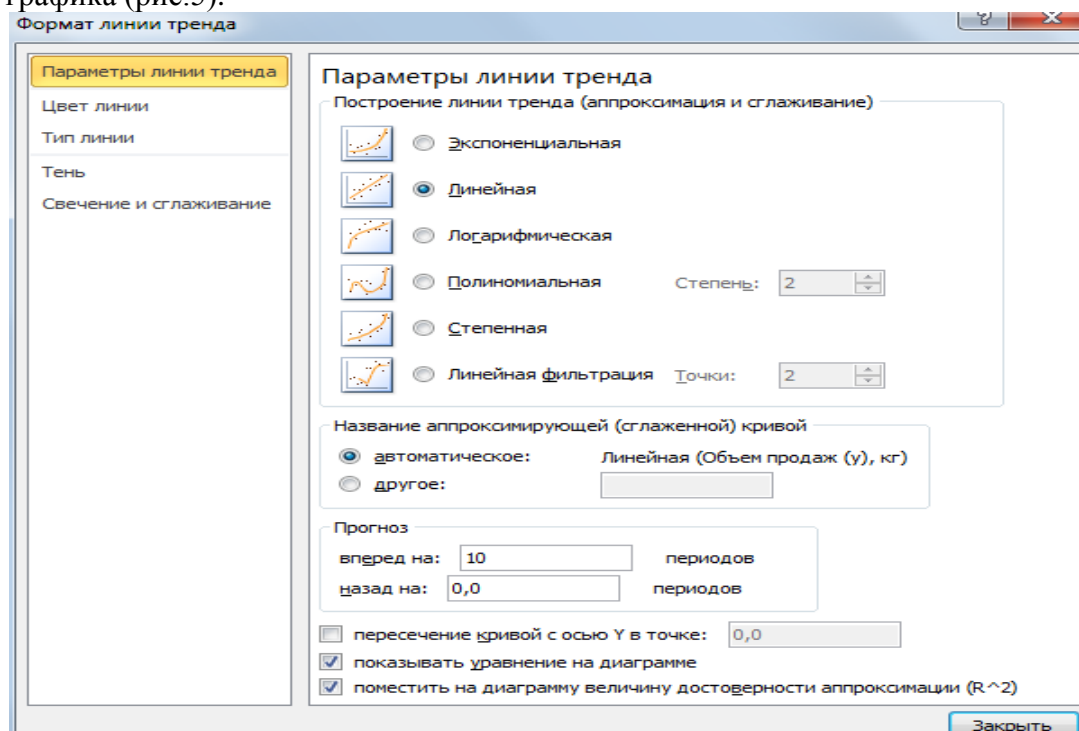 графика (рис.5).
Формат линии тренда
Параметры линии тренда
Цвет линии
Тип линии
Тень
Свечение и сглаживание
Параметры линии тренда
Построение линии тренда (аппроксимация и сглаживание)
Экспоненциальная
Линейная
Логарифмическая
Полиномиальная Степень: 2
Степенная
Линейная фильтрация Точки: 2
Название аппроксимирующей (сглаженной) кривой
автоматическое: Линейная (Объем продаж (у), кг)
другое:
Прогноз
вперед на: 10 периодов
назад на: 0,0 периодов
пересечение кривой с осью Y в точке: 0,0
показывать уравнение на диаграмме
поместить на диаграмму величину достоверности аппроксимации (R^2)
Закрыть